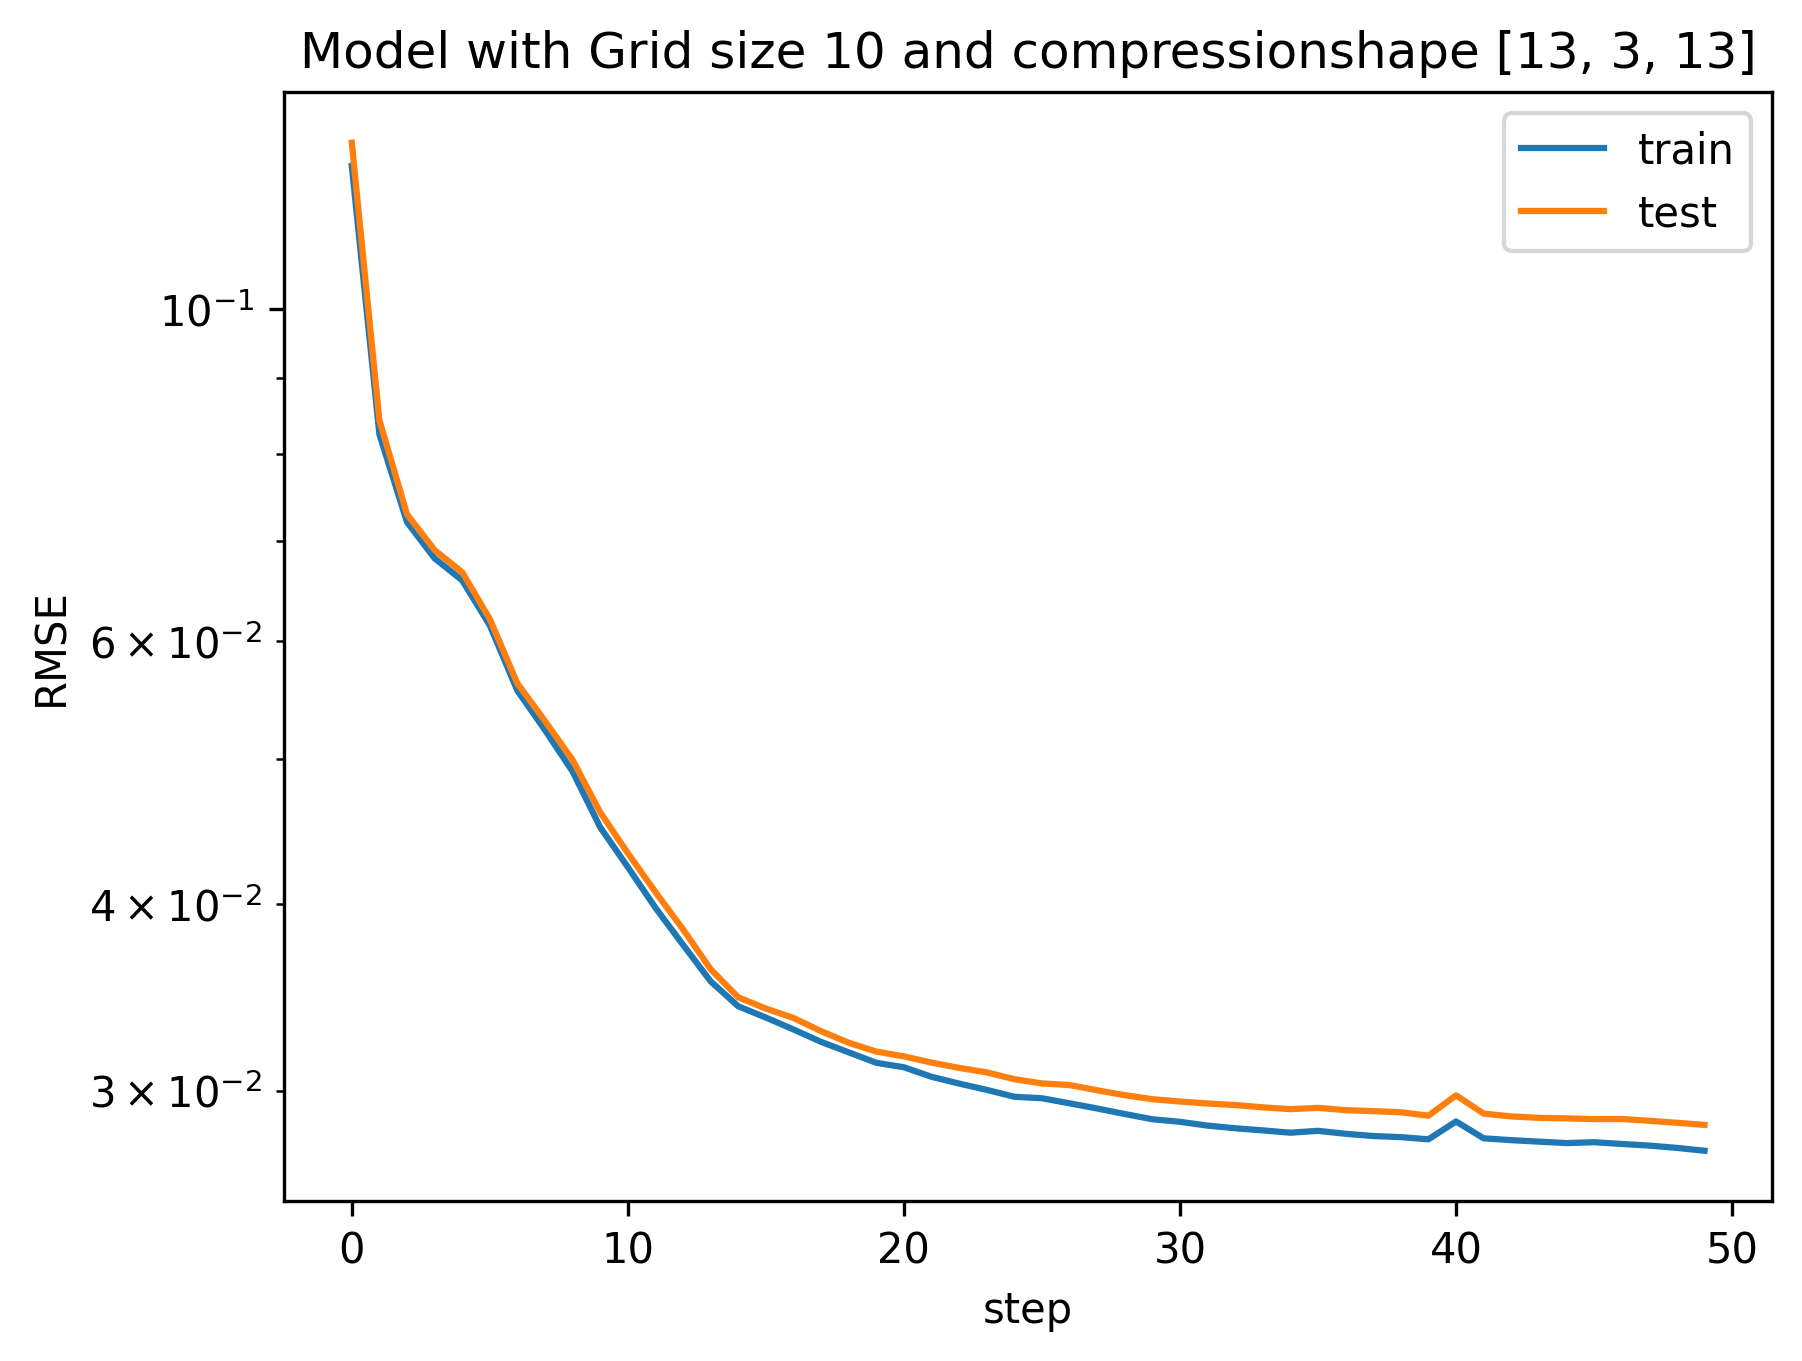 Model with Grid size 10 and compressionshape [13, 3, 13]
train
test
10⁻¹
6 × 10⁻²
4 × 10⁻²
3 × 10⁻²
RMSE
0 10 20 30 40 50
step